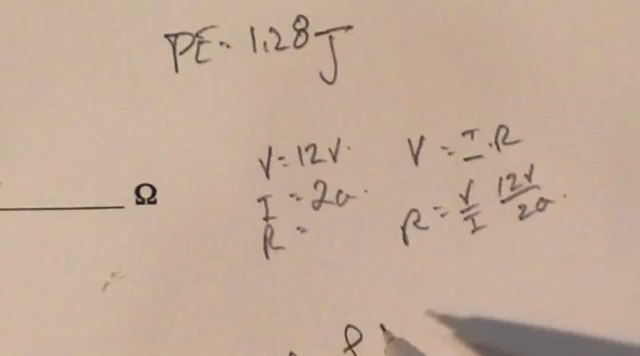 PE = 1.28 J
V = 12V. V = I.R
Ω
I = 2a. R = V/I 12V/2a.
R =